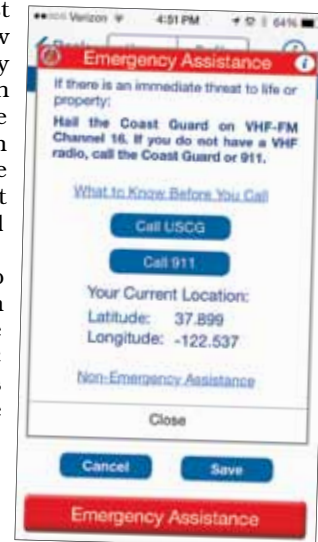 Verizon 4:51 PM 64%
Emergency Assistance
If there is an immediate threat to life or
property:
Hail the Coast Guard on VHF-FM
Channel 16. If you do not have a VHF
radio, call the Coast Guard or 911.
What to Know Before You Call
Call USCG
Call 911
Your Current Location:
Latitude: 37.899
Longitude: -122.537
Non-Emergency Assistance
Close
Cancel Save
Emergency Assistance